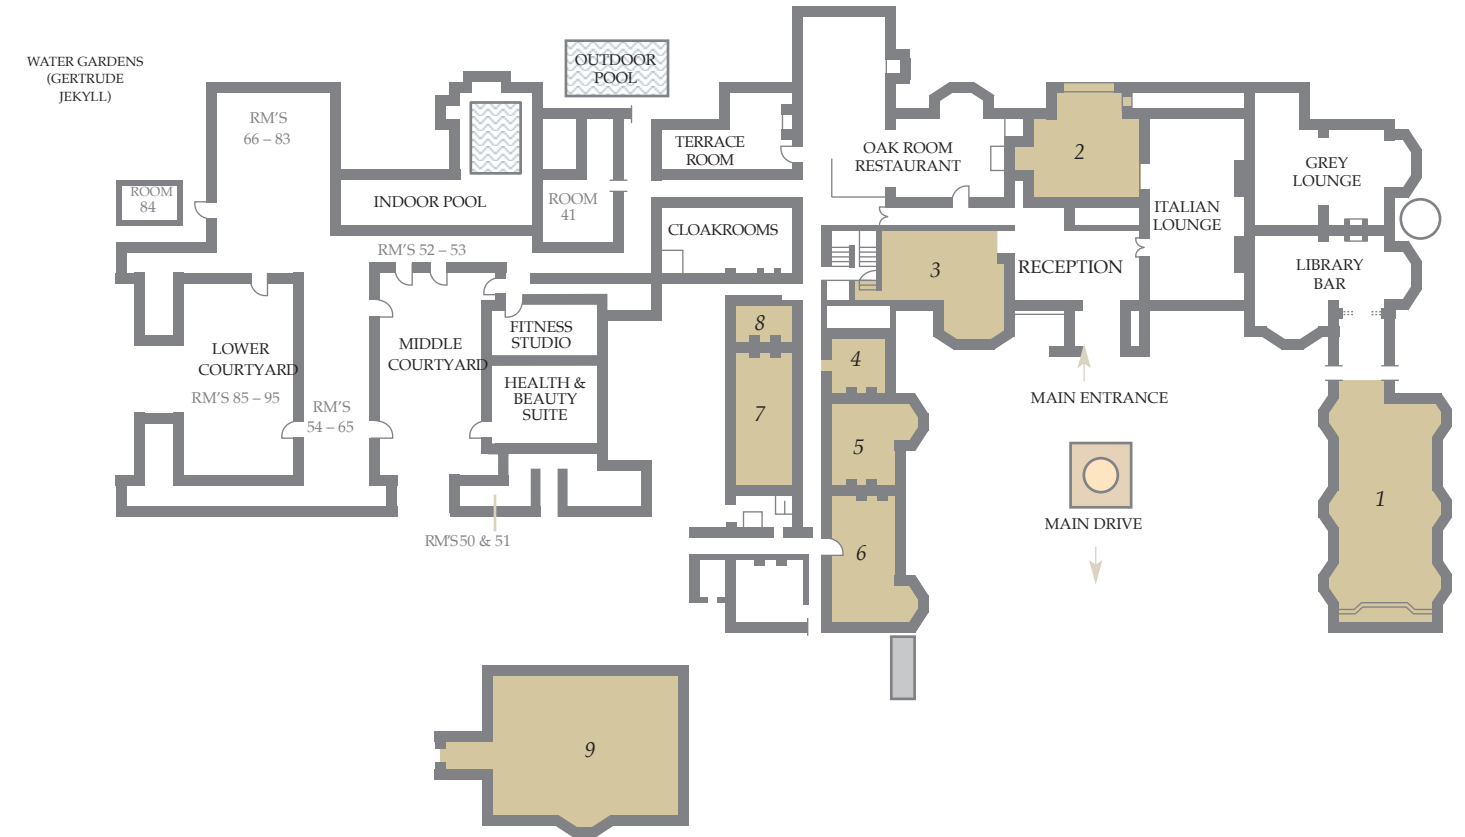 WATER GARDENS
(GERTRUDE
JEKYLL)
RM'S
66 – 83
ROOM
84
INDOOR POOL
OUTDOOR
POOL
ROOM
41
RM'S 52 – 53
TERRACE
ROOM
CLOAKROOMS
OAK ROOM
RESTAURANT
2
ITALIAN
LOUNGE
GREY
LOUNGE
LIBRARY
BAR
3
RECEPTION
LOWER
COURTYARD
RM'S 85 – 95
RM'S
54 – 65
MIDDLE
COURTYARD
FITNESS
STUDIO
HEALTH &
BEAUTY
SUITE
8
7
4
5
6
MAIN ENTRANCE
MAIN DRIVE
1
RM'S 50 & 51
9